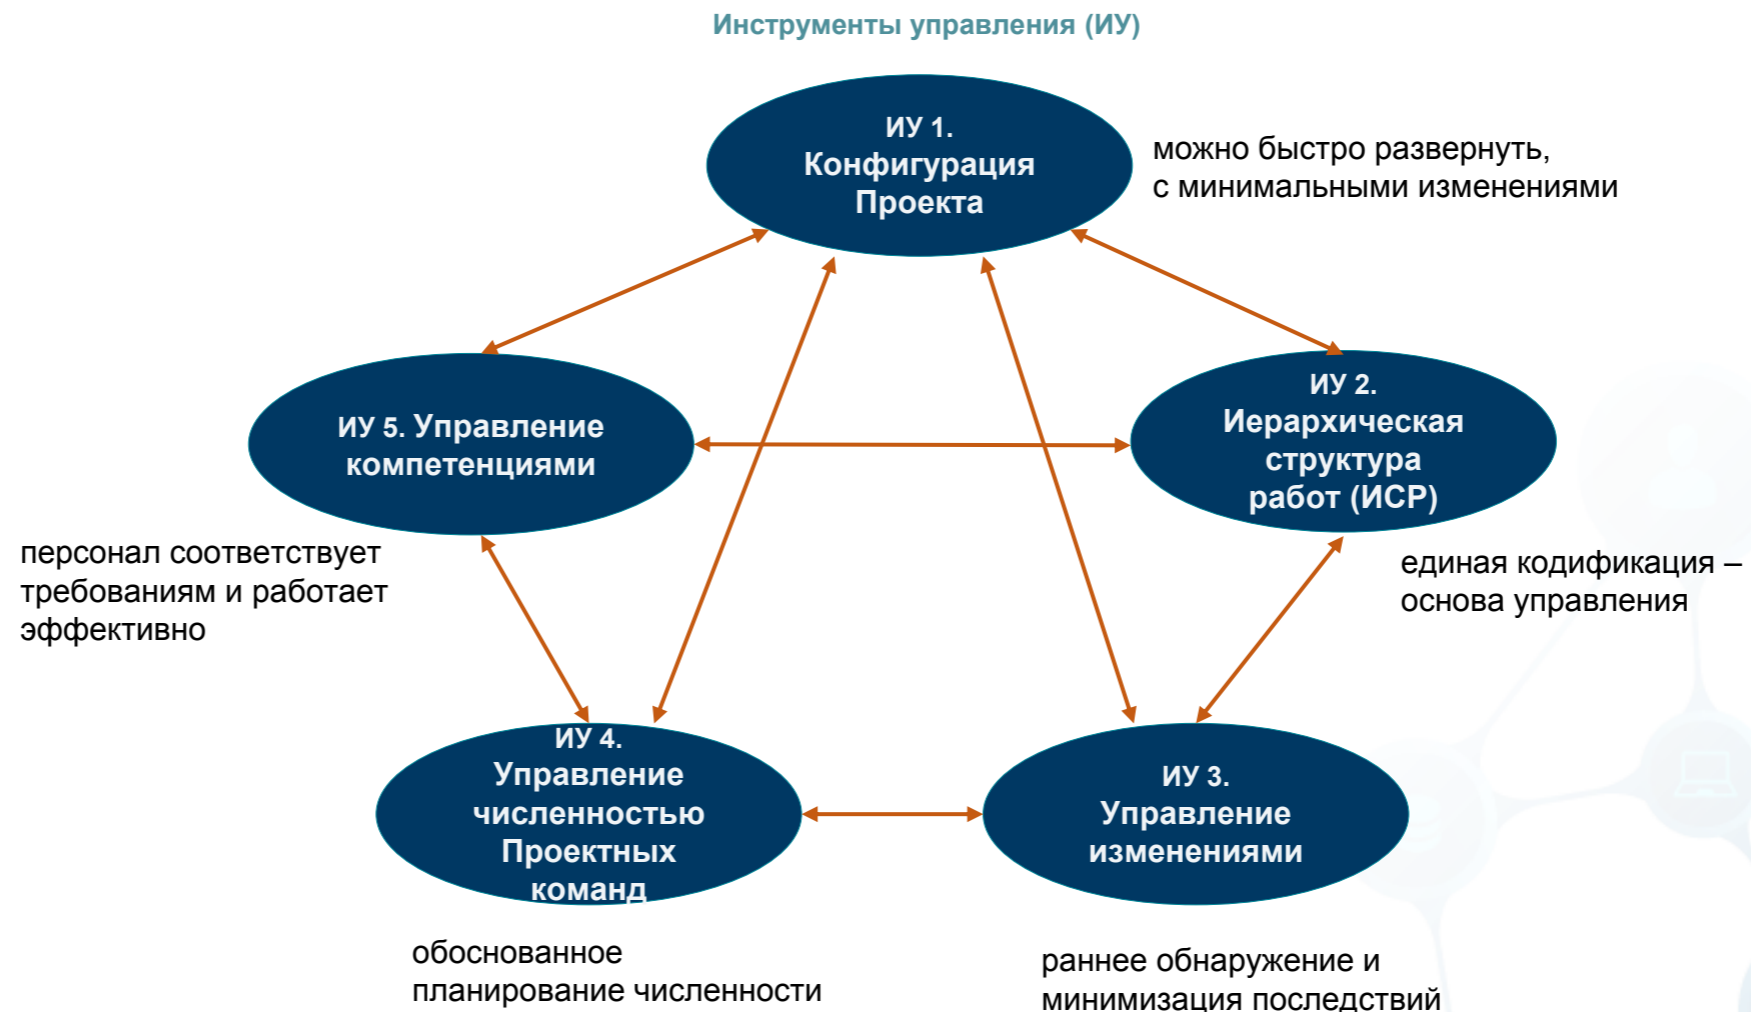 Инструменты управления (ИУ)
ИУ 1.
Конфигурация
Проекта
можно быстро развернуть,
с минимальными изменениями
ИУ 5. Управление
компетенциями
ИУ 2.
Иерархическая
структура
работ (ИСР)
персонал соответствует
требованиям и работает
эффективно
единая кодификация –
основа управления
ИУ 4.
Управление
численностью
Проектных
команд
ИУ 3.
Управление
изменениями
обоснованное
планирование численности
раннее обнаружение и
минимизация последствий